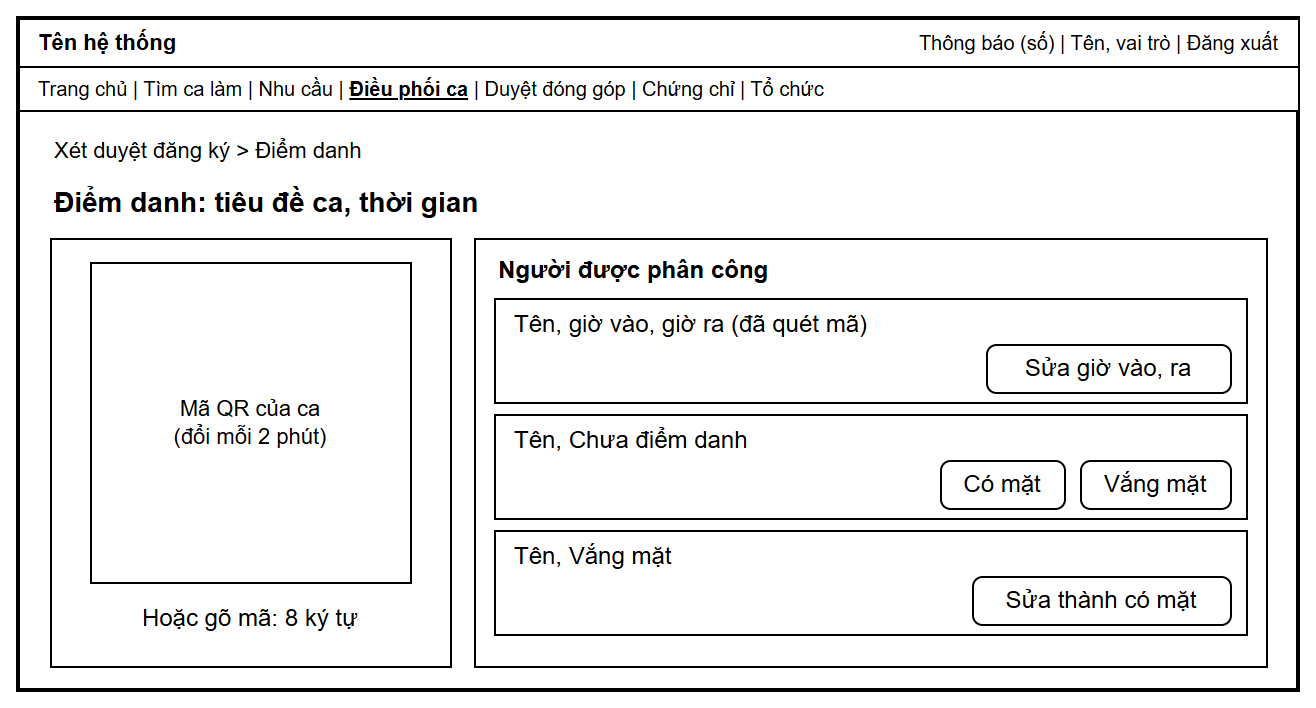 Tên hệ thống
Thông báo (số) | Tên, vai trò | Đăng xuất
Trang chủ | Tìm ca làm | Nhu cầu | Điều phối ca | Duyệt đóng góp | Chứng chỉ | Tổ chức
Xét duyệt đăng ký > Điểm danh
Điểm danh: tiêu đề ca, thời gian
Mã QR của ca
(đổi mỗi 2 phút)
Hoặc gõ mã: 8 ký tự
Người được phân công
Tên, giờ vào, giờ ra (đã quét mã)
Sửa giờ vào, ra
Tên, Chưa điểm danh
Có mặt
Vắng mặt
Tên, Vắng mặt
Sửa thành có mặt